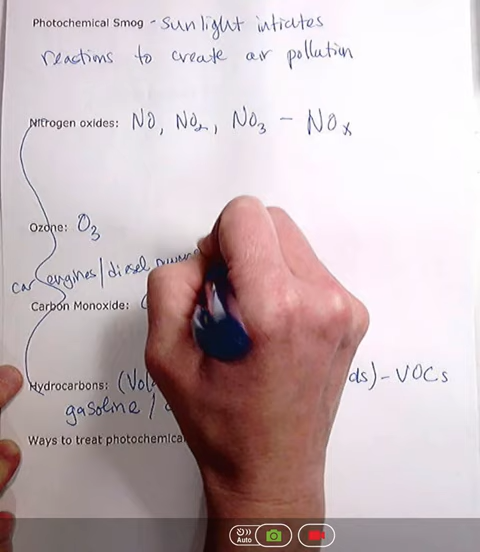 Photochemical Smog - sunlight intiates
reactions to create air pollution
Nitrogen oxides: NO, NO₂, NO₃ - NOx
Ozone: O₃
car engines/diesel
Carbon Monoxide:
Hydrocarbons: (Vol ds) - VOCs
gasoline /
Ways to treat photochemical
Auto